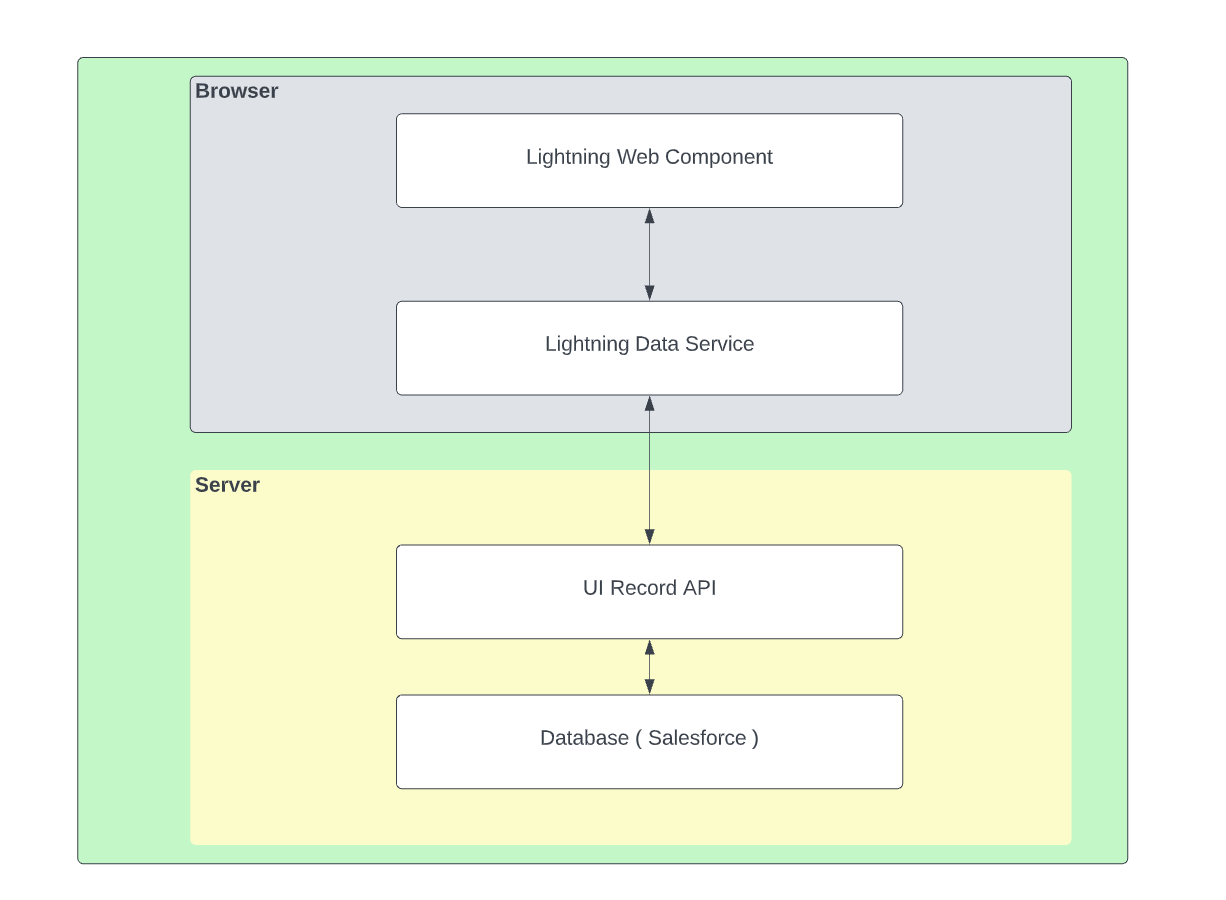 Browser
Lightning Web Component
Lightning Data Service
Server
UI Record API
Database ( Salesforce )